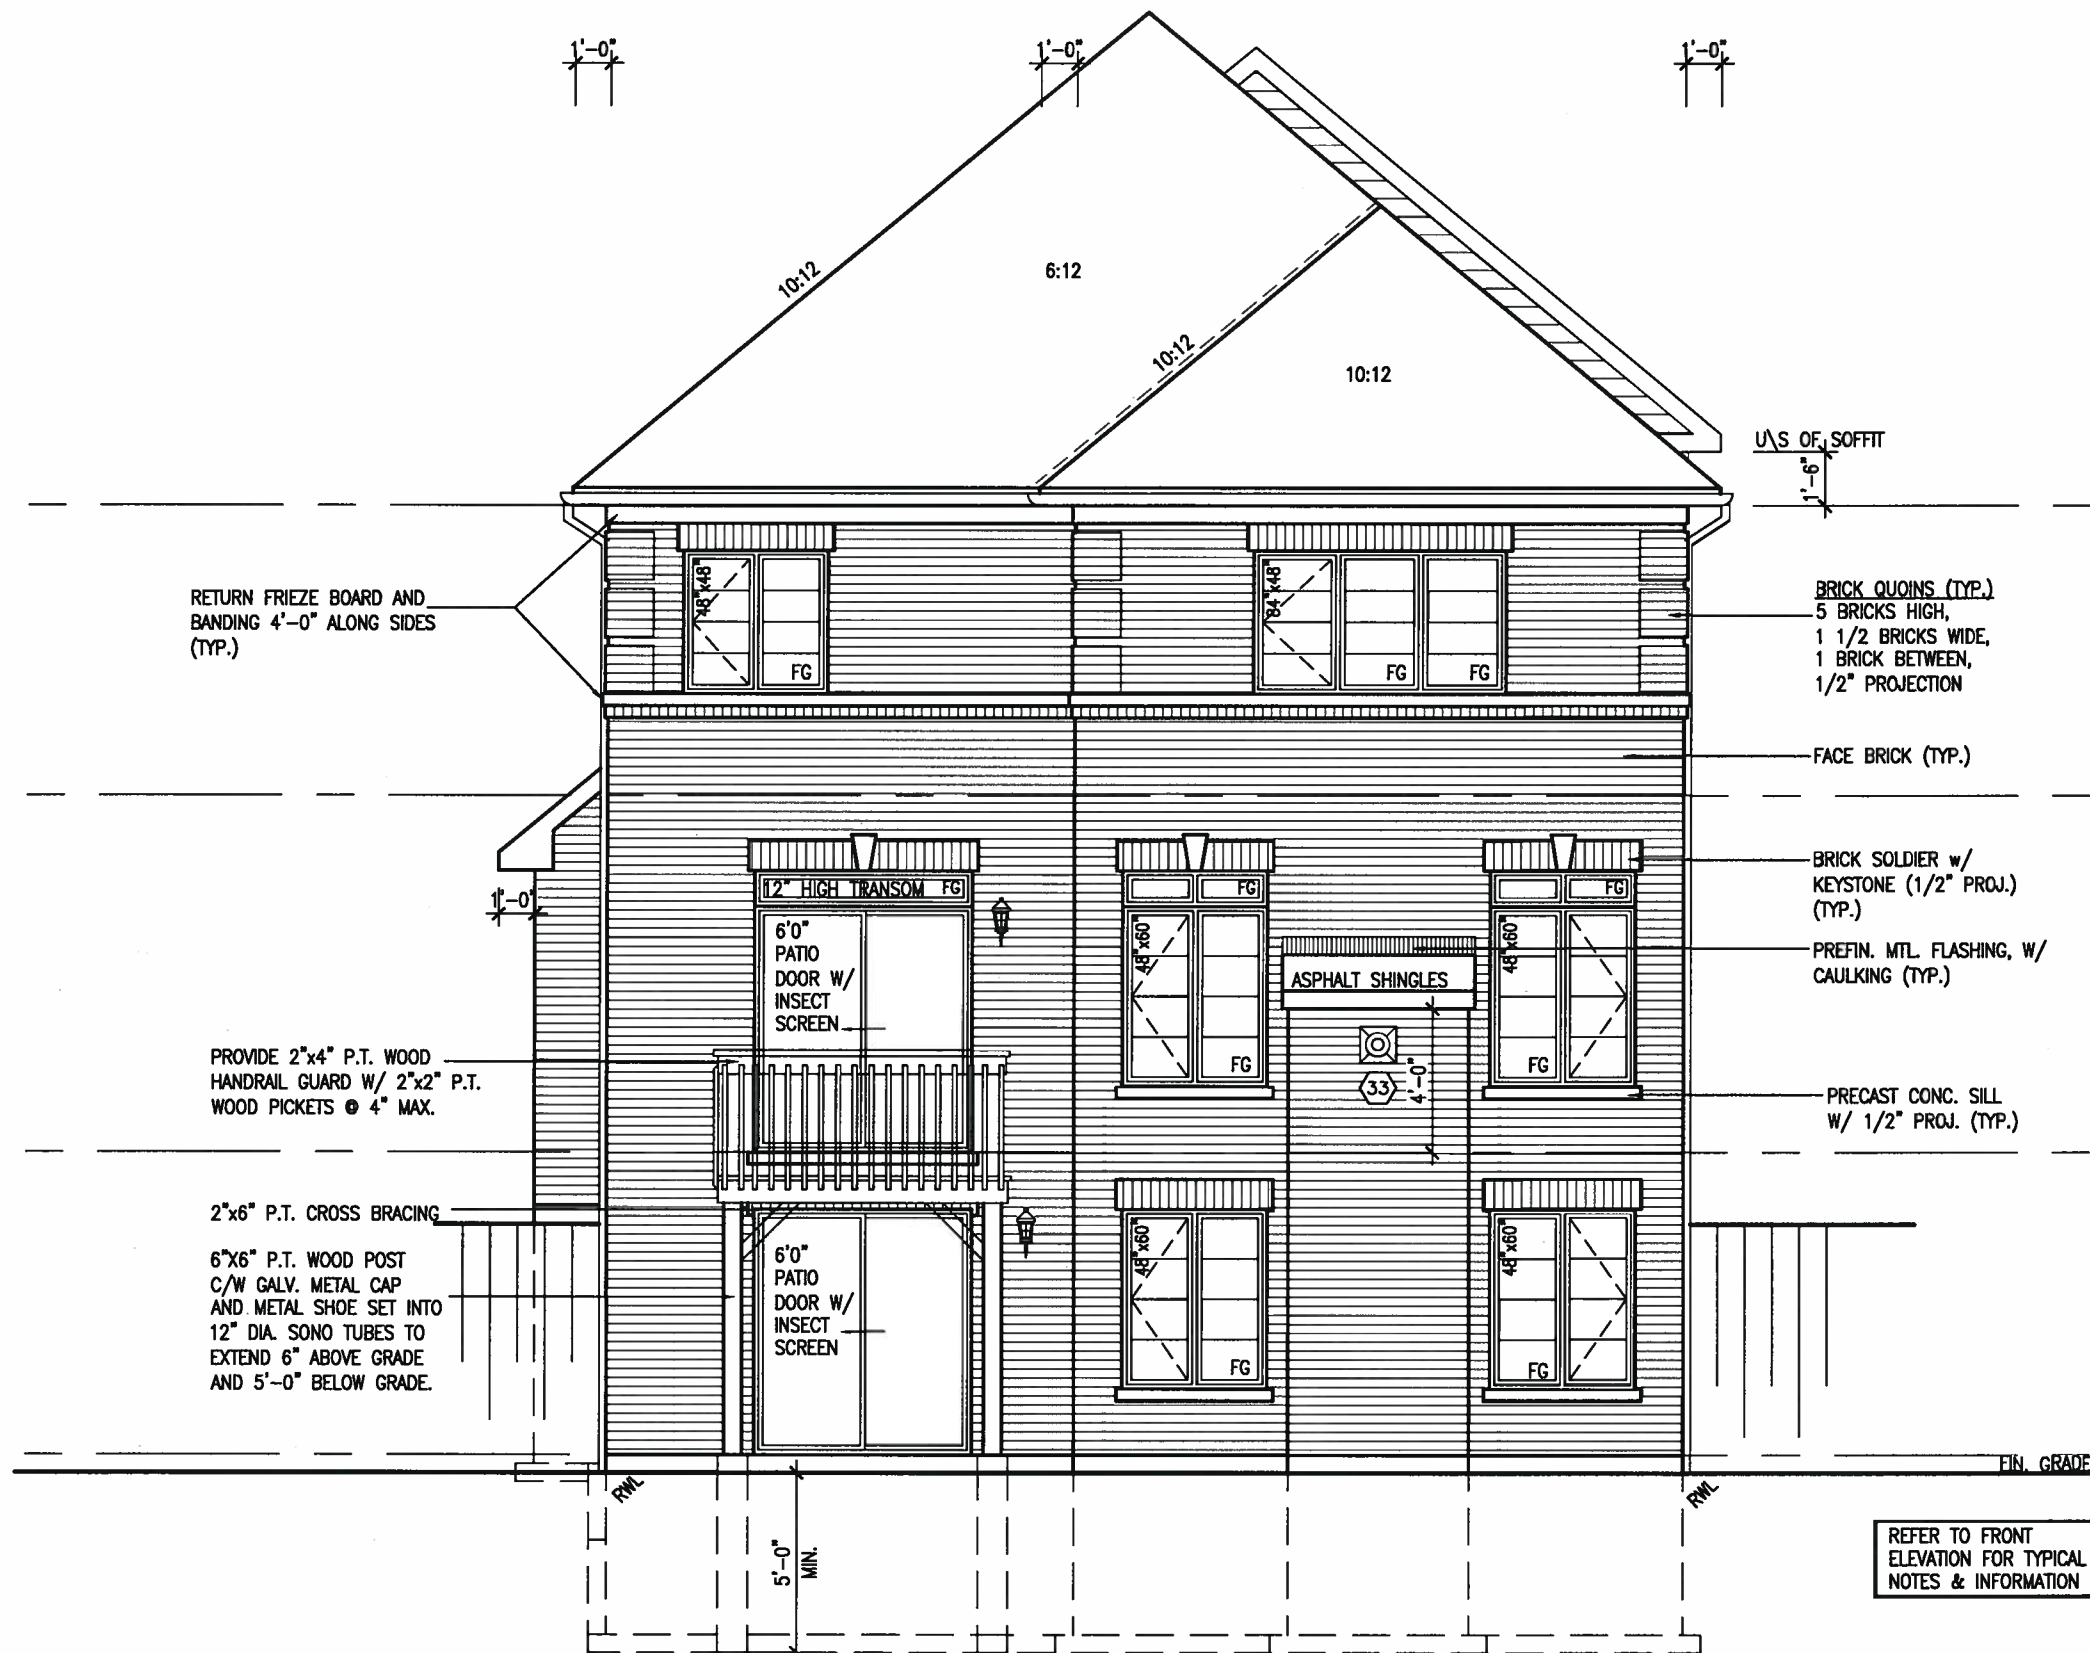 1'-0"
1'-0"
1'-0"
10:12
6:12
10:12
10:12
U\S OF SOFFIT
1'-6"
RETURN FRIEZE BOARD AND
BANDING 4'-0" ALONG SIDES
(TYP.)
48"x48"
FG
84"x48"
FG
FG
BRICK QUOINS (TYP.)
5 BRICKS HIGH,
1 1/2 BRICKS WIDE,
1 BRICK BETWEEN,
1/2" PROJECTION
FACE BRICK (TYP.)
BRICK SOLDIER w/
KEYSTONE (1/2" PROJ.)
(TYP.)
PREFIN. MTL. FLASHING, W/
CAULKING (TYP.)
1'-0"
12" HIGH TRANSOM FG
FG
FG
6'0"
PATIO
DOOR W/
INSECT
SCREEN
48"x60"
FG
ASPHALT SHINGLES
33
4'-0"
48"x60"
FG
PROVIDE 2"x4" P.T. WOOD
HANDRAIL GUARD W/ 2"x2" P.T.
WOOD PICKETS @ 4" MAX.
PRECAST CONC. SILL
W/ 1/2" PROJ. (TYP.)
2"x6" P.T. CROSS BRACING
6"X6" P.T. WOOD POST
C/W GALV. METAL CAP
AND METAL SHOE SET INTO
12" DIA. SONO TUBES TO
EXTEND 6" ABOVE GRADE
AND 5'-0" BELOW GRADE.
6'0"
PATIO
DOOR W/
INSECT
SCREEN
48"x60"
FG
48"x60"
FG
FIN. GRADE
RWL
RWL
5'-0"
MIN.
REFER TO FRONT
ELEVATION FOR TYPICAL
NOTES & INFORMATION